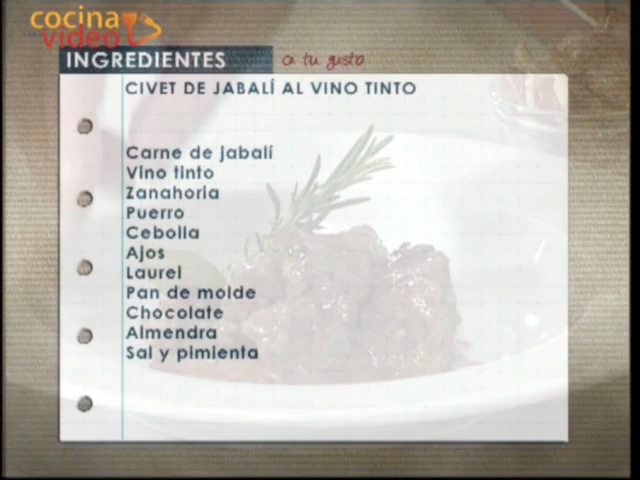 cocina
video
INGREDIENTES a tu gusto
CIVET DE JABALÍ AL VINO TINTO
Carne de jabalí
Vino tinto
Zanahoria
Puerro
Cebolla
Ajos
Laurel
Pan de molde
Chocolate
Almendra
Sal y pimienta